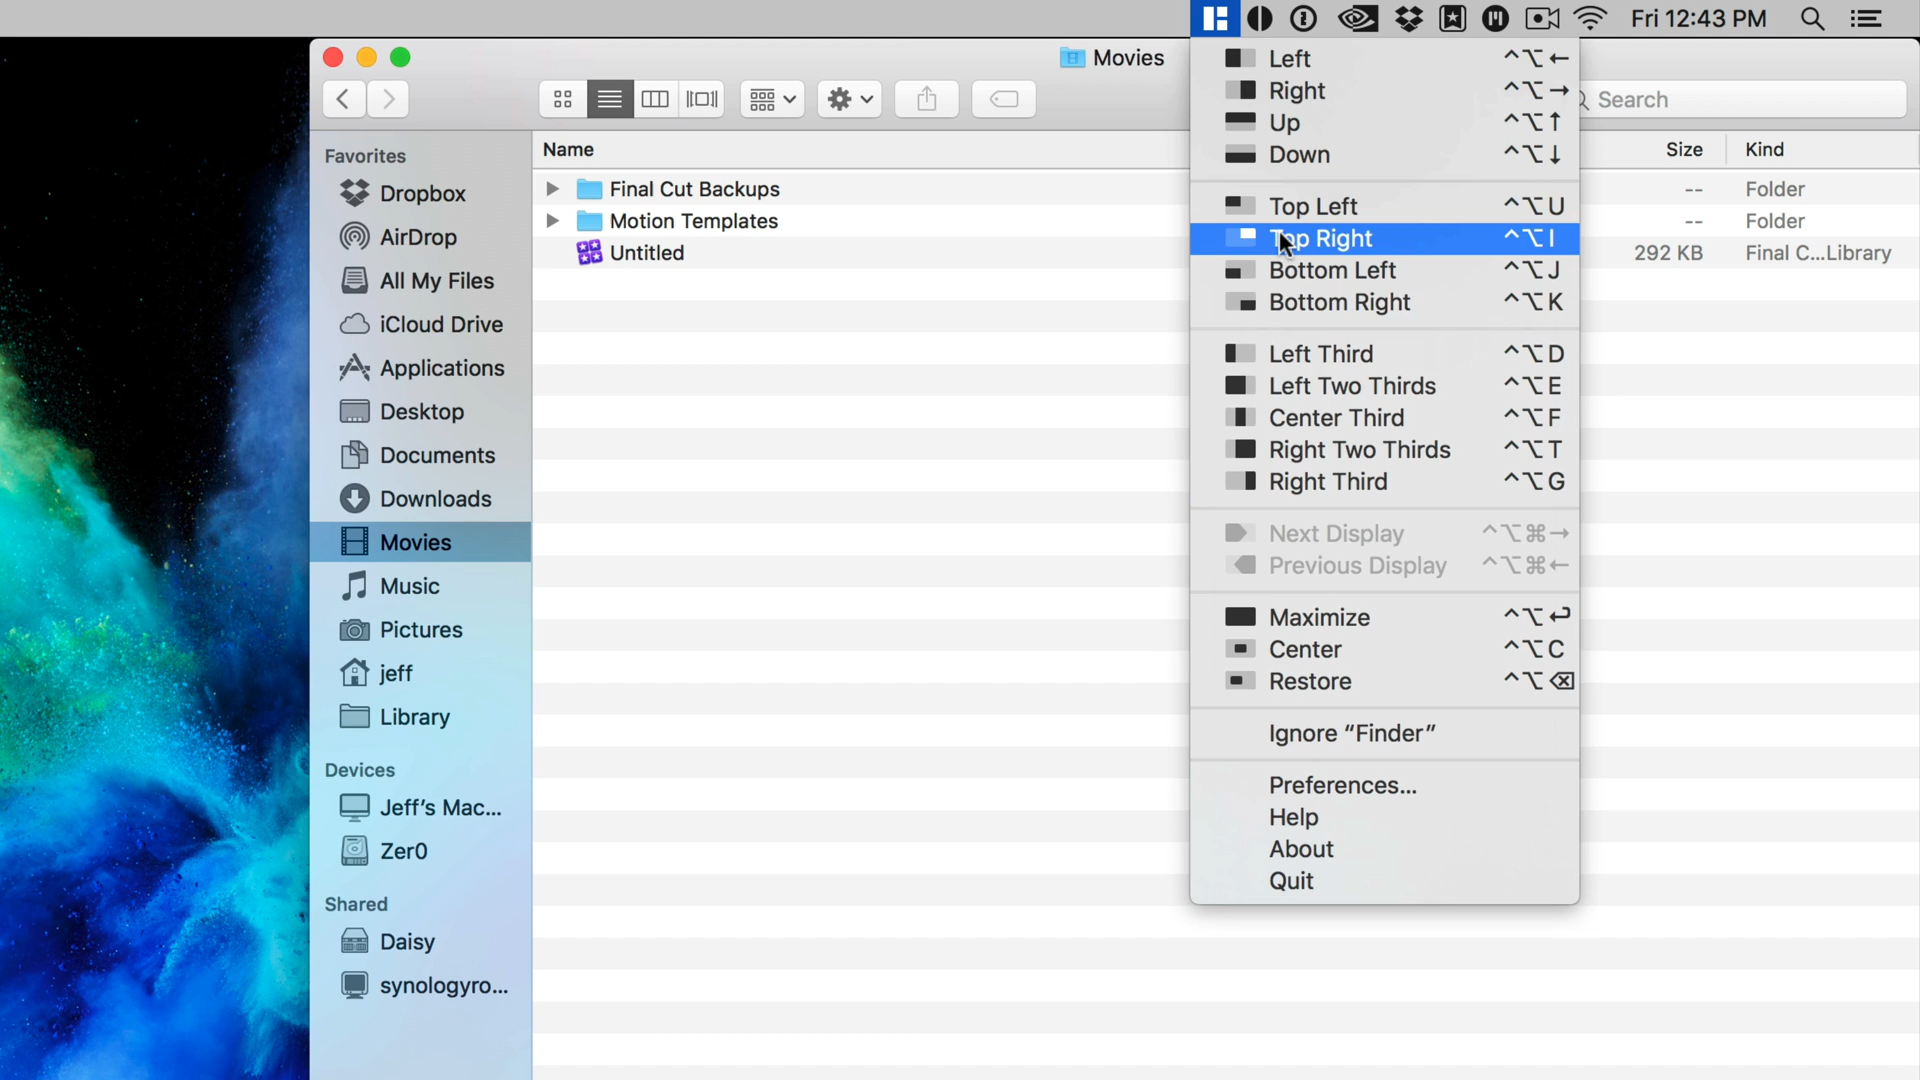 Fri 12:43 PM
Movies
Search
Favorites
Dropbox
AirDrop
All My Files
iCloud Drive
Applications
Desktop
Documents
Downloads
Movies
Music
Pictures
jeff
Library
Devices
Jeff's Mac...
Zer0
Shared
Daisy
synologyro...
Name
Size
Kind
Final Cut Backups
-- Folder
Motion Templates
-- Folder
Untitled
292 KB Final C...Library
Left ^⌥←
Right ^⌥→
Up ^⌥↑
Down ^⌥↓
Top Left ^⌥U
Top Right ^⌥I
Bottom Left ^⌥J
Bottom Right ^⌥K
Left Third ^⌥D
Left Two Thirds ^⌥E
Center Third ^⌥F
Right Two Thirds ^⌥T
Right Third ^⌥G
Next Display ^⌥⌘→
Previous Display ^⌥⌘←
Maximize ^⌥↩
Center ^⌥C
Restore ^⌥⌫
Ignore “Finder”
Preferences...
Help
About
Quit